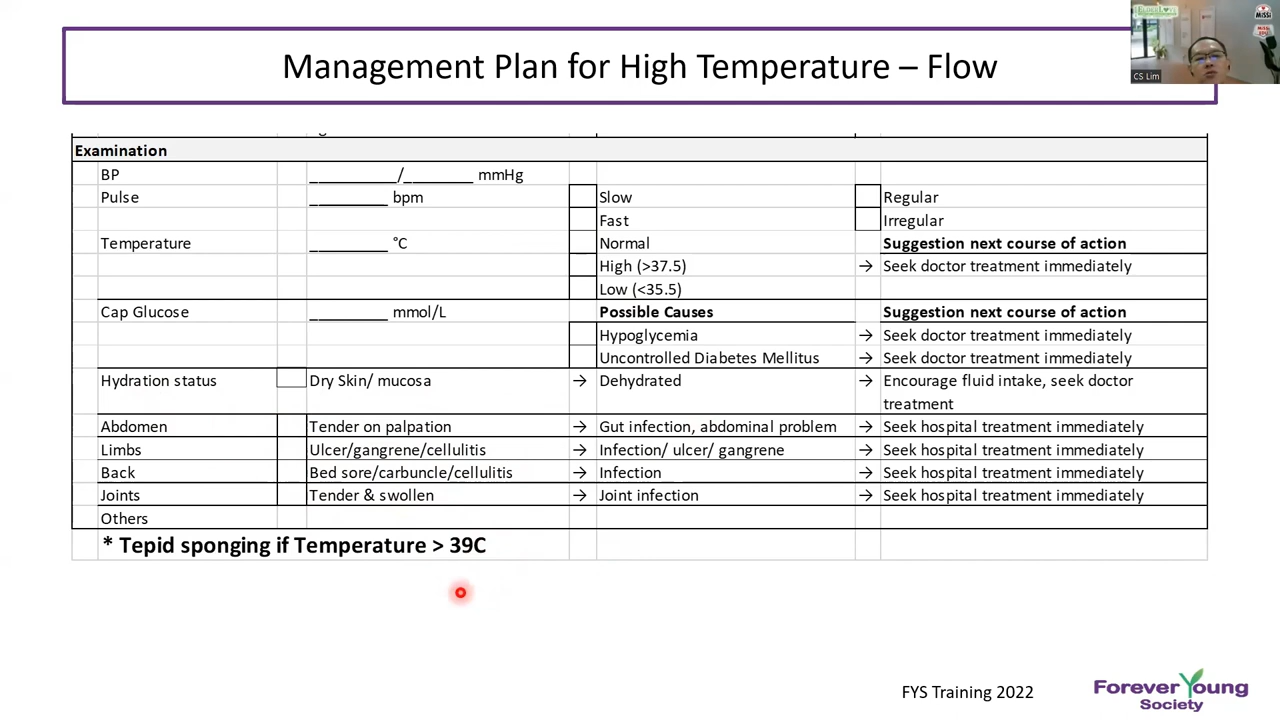 Management Plan for High Temperature – Flow
CS Lim
Examination
BP __________/________ mmHg
Pulse _________ bpm Slow Regular
Fast Irregular
Temperature _________ °C Normal Suggestion next course of action
High (>37.5) → Seek doctor treatment immediately
Low (<35.5)
Cap Glucose _________ mmol/L Possible Causes Suggestion next course of action
Hypoglycemia → Seek doctor treatment immediately
Uncontrolled Diabetes Mellitus → Seek doctor treatment immediately
Hydration status Dry Skin/ mucosa → Dehydrated → Encourage fluid intake, seek doctor
treatment
Abdomen Tender on palpation → Gut infection, abdominal problem → Seek hospital treatment immediately
Limbs Ulcer/gangrene/cellulitis → Infection/ ulcer/ gangrene → Seek hospital treatment immediately
Back Bed sore/carbuncle/cellulitis → Infection → Seek hospital treatment immediately
Joints Tender & swollen → Joint infection → Seek hospital treatment immediately
Others
* Tepid sponging if Temperature > 39C
FYS Training 2022
Forever Young
Society